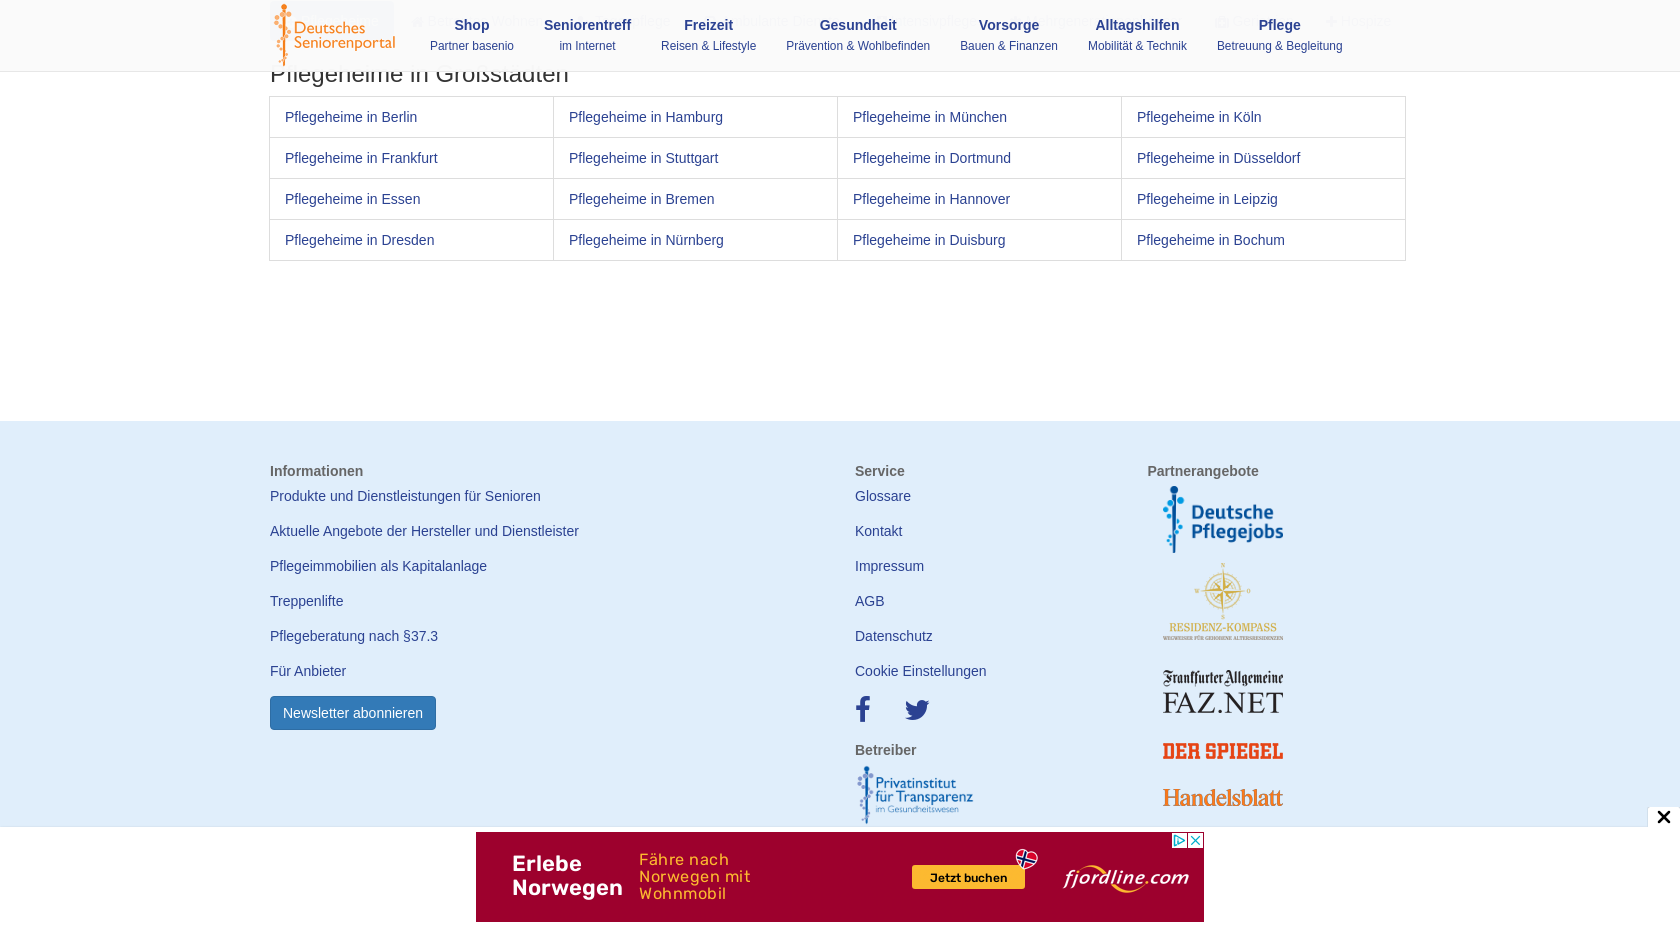 Deutsches
Seniorenportal
Shop
Partner basenio
Seniorentreff
im Internet
Freizeit
Reisen & Lifestyle
Gesundheit
Prävention & Wohlbefinden
Vorsorge
Bauen & Finanzen
Alltagshilfen
Mobilität & Technik
Pflege
Betreuung & Begleitung
Pflegeheime in Großstädten
Pflegeheime in Berlin
Pflegeheime in Hamburg
Pflegeheime in München
Pflegeheime in Köln
Pflegeheime in Frankfurt
Pflegeheime in Stuttgart
Pflegeheime in Dortmund
Pflegeheime in Düsseldorf
Pflegeheime in Essen
Pflegeheime in Bremen
Pflegeheime in Hannover
Pflegeheime in Leipzig
Pflegeheime in Dresden
Pflegeheime in Nürnberg
Pflegeheime in Duisburg
Pflegeheime in Bochum
Informationen
Produkte und Dienstleistungen für Senioren
Aktuelle Angebote der Hersteller und Dienstleister
Pflegeimmobilien als Kapitalanlage
Treppenlifte
Pflegeberatung nach §37.3
Für Anbieter
Newsletter abonnieren
Service
Glossare
Kontakt
Impressum
AGB
Datenschutz
Cookie Einstellungen
Betreiber
Privatinstitut
für Transparenz
im Gesundheitswesen
Partnerangebote
Deutsche
Pflegejobs
N
W O
S
RESIDENZ-KOMPASS
WEGWEISER FÜR GEHOBENE ALTERSRESIDENZEN
Frankfurter Allgemeine
FAZ.NET
DER SPIEGEL
Handelsblatt
Erlebe
Norwegen
Fähre nach
Norwegen mit
Wohnmobil
Jetzt buchen
fjordline.com